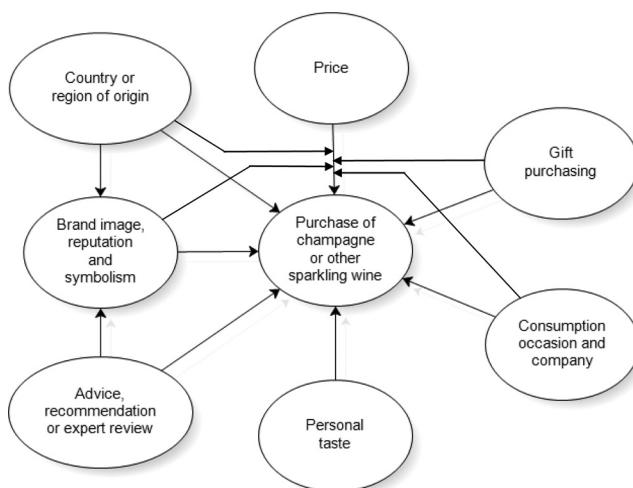 Country or
region of origin
Price
Gift
purchasing
Brand image,
reputation
and
symbolism
Purchase of
champagne
or other
sparkling wine
Consumption
occasion and
company
Advice,
recommendation
or expert review
Personal
taste